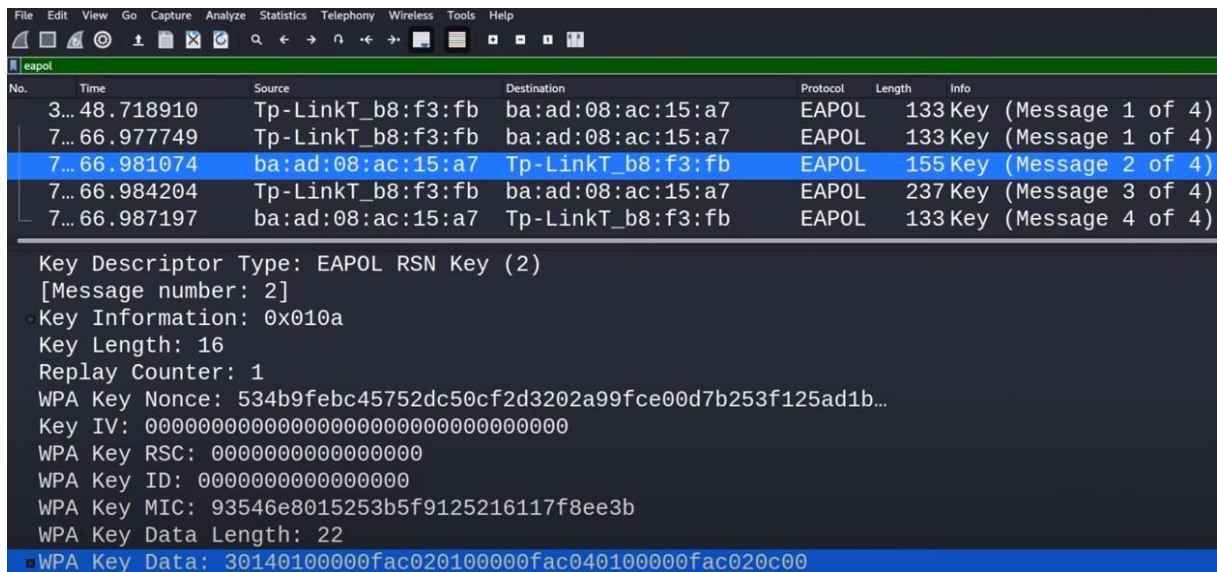 File Edit View Go Capture Analyze Statistics Telephony Wireless Tools Help
eapol
No. Time Source Destination Protocol Length Info
3… 48.718910 Tp-LinkT_b8:f3:fb ba:ad:08:ac:15:a7 EAPOL 133 Key (Message 1 of 4)
7… 66.977749 Tp-LinkT_b8:f3:fb ba:ad:08:ac:15:a7 EAPOL 133 Key (Message 1 of 4)
7… 66.981074 ba:ad:08:ac:15:a7 Tp-LinkT_b8:f3:fb EAPOL 155 Key (Message 2 of 4)
7… 66.984204 Tp-LinkT_b8:f3:fb ba:ad:08:ac:15:a7 EAPOL 237 Key (Message 3 of 4)
7… 66.987197 ba:ad:08:ac:15:a7 Tp-LinkT_b8:f3:fb EAPOL 133 Key (Message 4 of 4)
Key Descriptor Type: EAPOL RSN Key (2)
[Message number: 2]
Key Information: 0x010a
Key Length: 16
Replay Counter: 1
WPA Key Nonce: 534b9febc45752dc50cf2d3202a99fce00d7b253f125ad1b…
Key IV: 00000000000000000000000000000000
WPA Key RSC: 0000000000000000
WPA Key ID: 0000000000000000
WPA Key MIC: 93546e8015253b5f9125216117f8ee3b
WPA Key Data Length: 22
WPA Key Data: 30140100000fac020100000fac040100000fac020c00